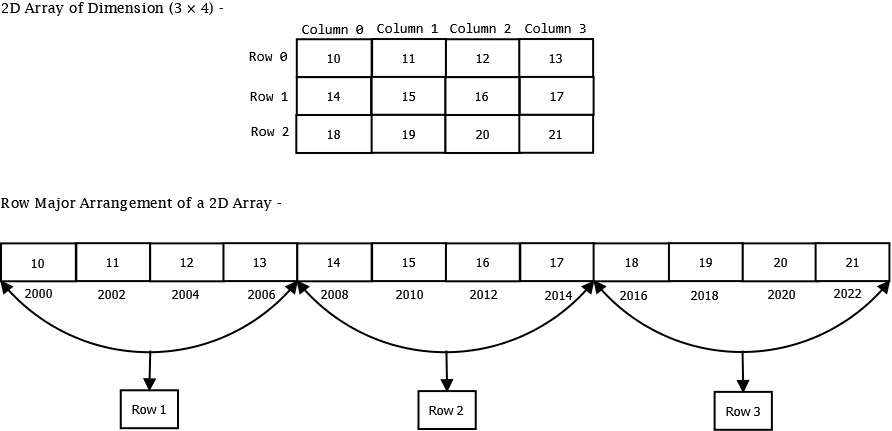 2D Array of Dimension (3 × 4) -
Column 0 Column 1 Column 2 Column 3
Row 0 10 11 12 13
Row 1 14 15 16 17
Row 2 18 19 20 21
Row Major Arrangement of a 2D Array -
10 11 12 13 14 15 16 17 18 19 20 21
2000 2002 2004 2006 2008 2010 2012 2014 2016 2018 2020 2022
Row 1 Row 2 Row 3